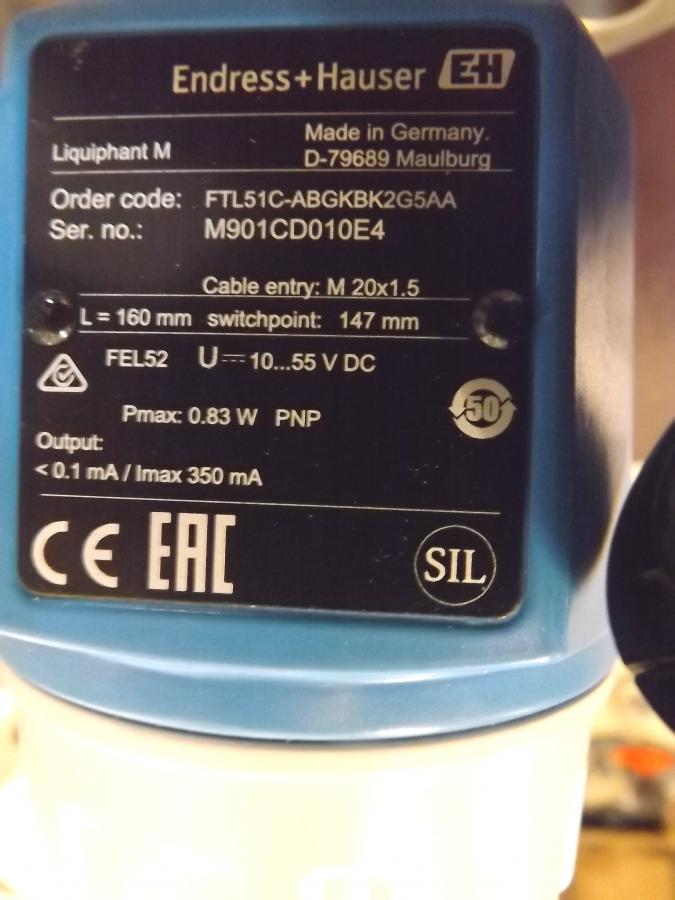 Endress+Hauser EH
Liquiphant M
Made in Germany.
D-79689 Maulburg
Order code: FTL51C-ABGKBK2G5AA
Ser. no.: M901CD010E4
Cable entry: M 20x1.5
L = 160 mm switchpoint: 147 mm
FEL52 U⎓10...55 V DC
50
Pmax: 0.83 W PNP
Output:
< 0.1 mA / Imax 350 mA
CE EAC SIL